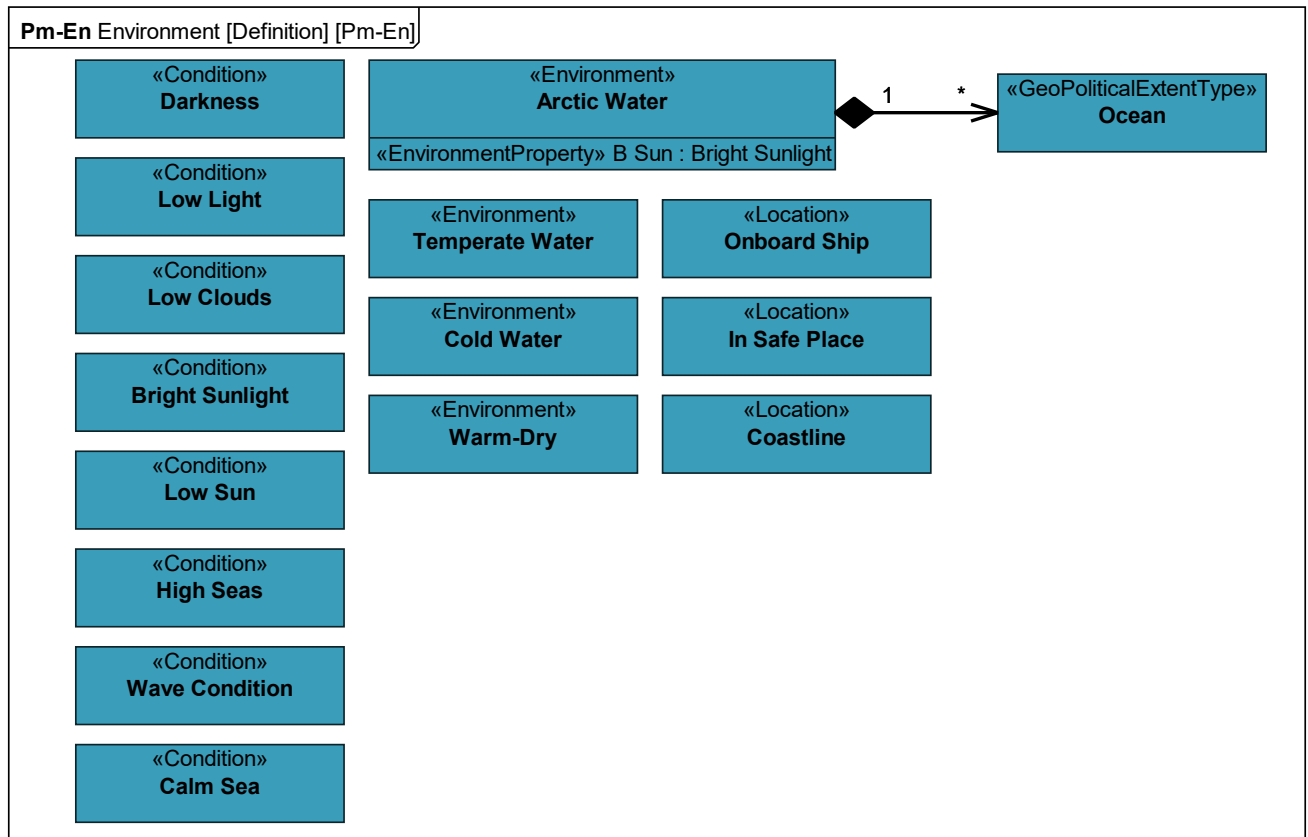 Pm-En Environment [Definition] [Pm-En]
«Condition»
Darkness
«Condition»
Low Light
«Condition»
Low Clouds
«Condition»
Bright Sunlight
«Condition»
Low Sun
«Condition»
High Seas
«Condition»
Wave Condition
«Condition»
Calm Sea
«Environment»
Arctic Water
«EnvironmentProperty» B Sun : Bright Sunlight
1
*
«GeoPoliticalExtentType»
Ocean
«Environment»
Temperate Water
«Environment»
Cold Water
«Environment»
Warm-Dry
«Location»
Onboard Ship
«Location»
In Safe Place
«Location»
Coastline